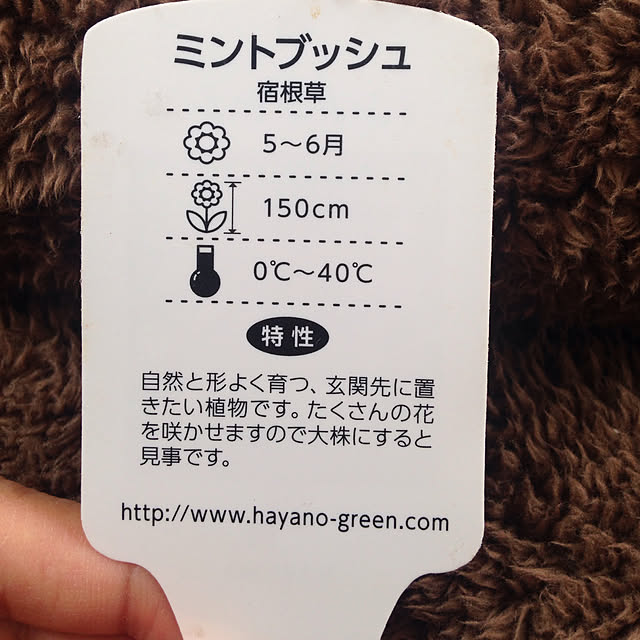 ミントブッシュ
宿根草
5〜6月
150cm
0℃〜40℃
特性
自然と形よく育つ、玄関先に置
きたい植物です。たくさんの花
を咲かせますので大株にすると
見事です。
http://www.hayano-green.com